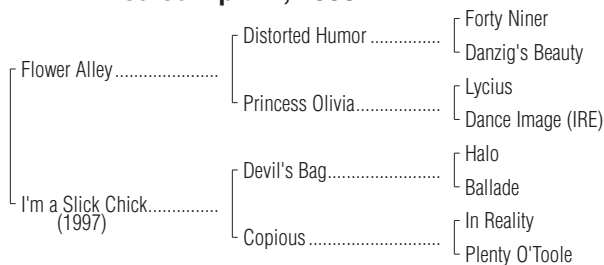 Forty Niner
Distorted Humor ..................
Danzig's Beauty
Flower Alley ......................
Lycius
Princess Olivia..................
Dance Image (IRE)
Halo
Devil's Bag........................
Ballade
I'm a Slick Chick...............
(1997)
In Reality
Copious ............................
Plenty O'Toole